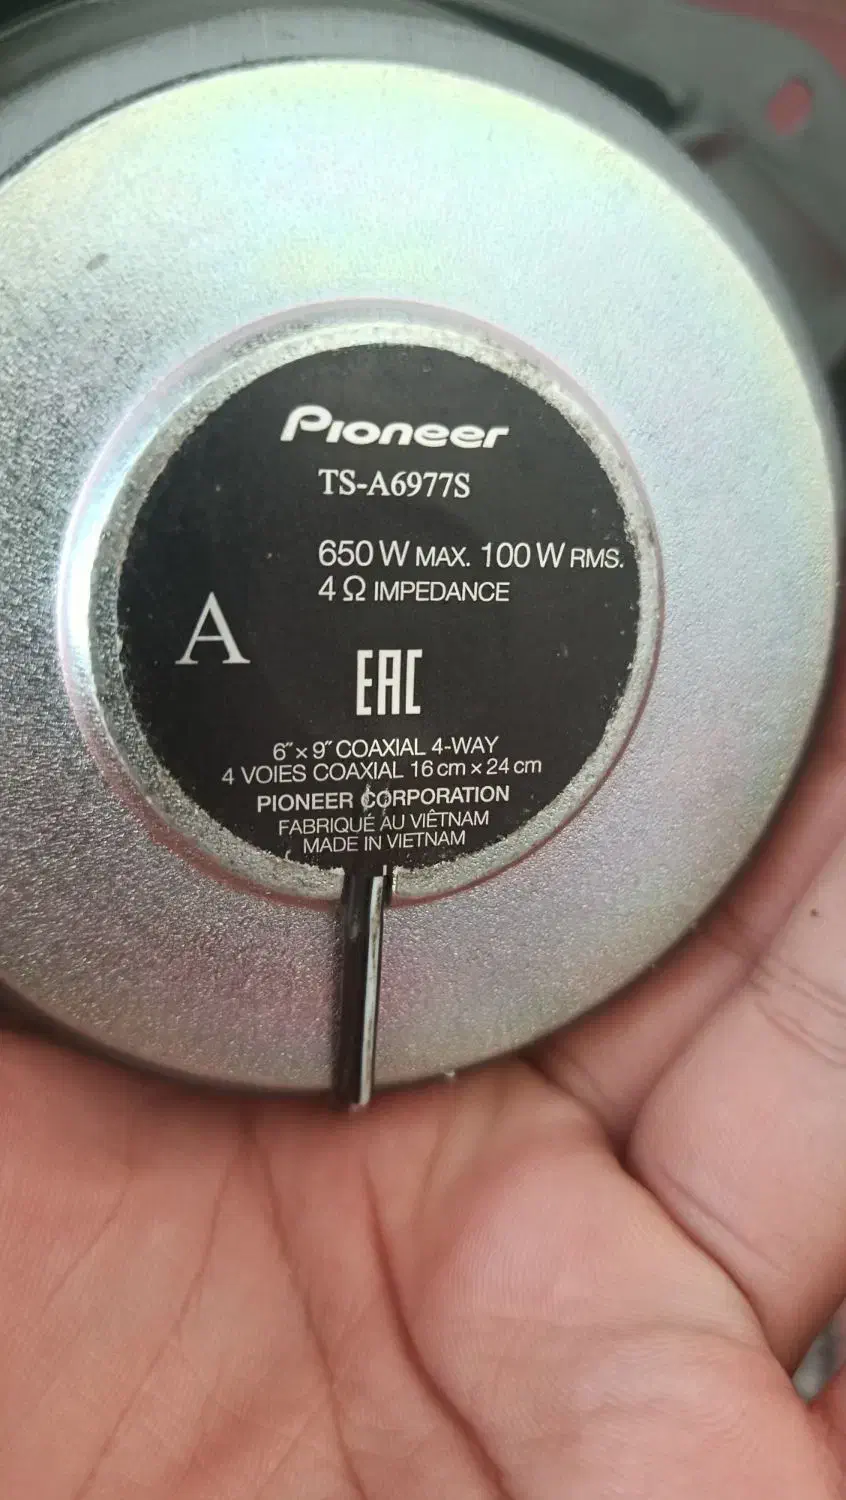 Pioneer
TS-A6977S
650 W MAX. 100 W RMS.
4 Ω IMPEDANCE
A
EAC
6″ × 9″ COAXIAL 4-WAY
4 VOIES COAXIAL 16 cm × 24 cm
PIONEER CORPORATION
FABRIQUÉ AU VIÊTNAM
MADE IN VIETNAM